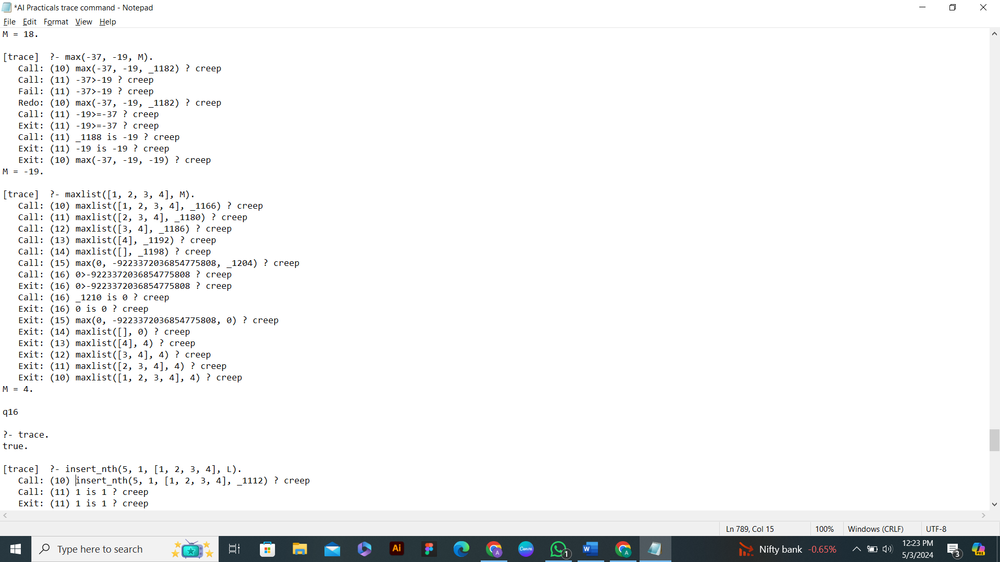 *AI Practicals trace command - Notepad
File Edit Format View Help
M = 18.
[trace]  ?- max(-37, -19, M).
   Call: (10) max(-37, -19, _1182) ? creep
   Call: (11) -37>-19 ? creep
   Fail: (11) -37>-19 ? creep
   Redo: (10) max(-37, -19, _1182) ? creep
   Call: (11) -19>=-37 ? creep
   Exit: (11) -19>=-37 ? creep
   Call: (11) _1188 is -19 ? creep
   Exit: (11) -19 is -19 ? creep
   Exit: (10) max(-37, -19, -19) ? creep
M = -19.
[trace]  ?- maxlist([1, 2, 3, 4], M).
   Call: (10) maxlist([1, 2, 3, 4], _1166) ? creep
   Call: (11) maxlist([2, 3, 4], _1180) ? creep
   Call: (12) maxlist([3, 4], _1186) ? creep
   Call: (13) maxlist([4], _1192) ? creep
   Call: (14) maxlist([], _1198) ? creep
   Call: (15) max(0, -9223372036854775808, _1204) ? creep
   Call: (16) 0>-9223372036854775808 ? creep
   Exit: (16) 0>-9223372036854775808 ? creep
   Call: (16) _1210 is 0 ? creep
   Exit: (16) 0 is 0 ? creep
   Exit: (15) max(0, -9223372036854775808, 0) ? creep
   Exit: (14) maxlist([], 0) ? creep
   Exit: (13) maxlist([4], 4) ? creep
   Exit: (12) maxlist([3, 4], 4) ? creep
   Exit: (11) maxlist([2, 3, 4], 4) ? creep
   Exit: (10) maxlist([1, 2, 3, 4], 4) ? creep
M = 4.
q16
?- trace.
true.
[trace]  ?- insert_nth(5, 1, [1, 2, 3, 4], L).
   Call: (10) insert_nth(5, 1, [1, 2, 3, 4], _1112) ? creep
   Call: (11) 1 is 1 ? creep
   Exit: (11) 1 is 1 ? creep
Ln 789, Col 15 100% Windows (CRLF) UTF-8
Type here to search Ai Canva 1 W A A Nifty bank -0.65% 12:23 PM 5/3/2024 3 PRE